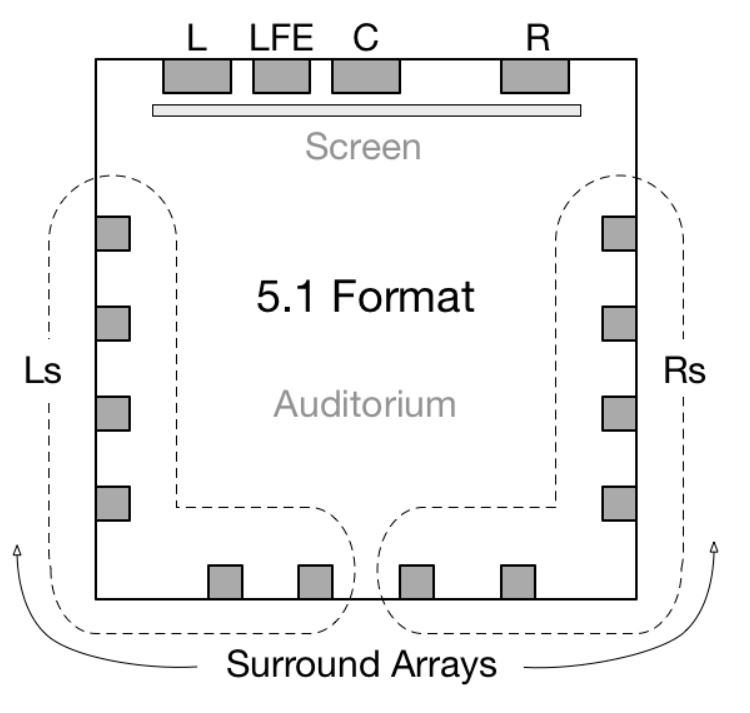 L LFE C R
Screen
5.1 Format
Ls
Rs
Auditorium
Surround Arrays